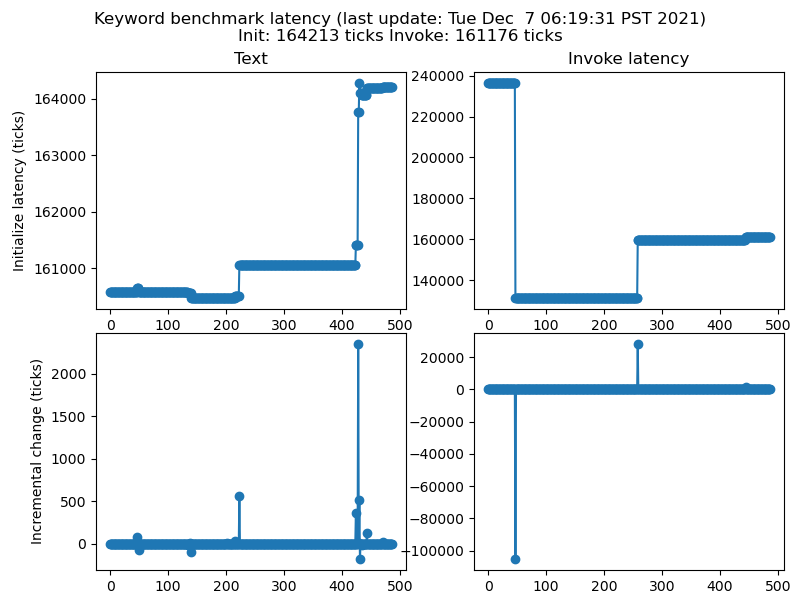 Keyword benchmark latency (last update: Tue Dec  7 06:19:31 PST 2021)
Init: 164213 ticks Invoke: 161176 ticks
Text
Invoke latency
Initialize latency (ticks)
164000
163000
162000
161000
0 100 200 300 400 500
240000
220000
200000
180000
160000
140000
0 100 200 300 400 500
Incremental change (ticks)
2000
1500
1000
500
0
0 100 200 300 400 500
20000
0
−20000
−40000
−60000
−80000
−100000
0 100 200 300 400 500